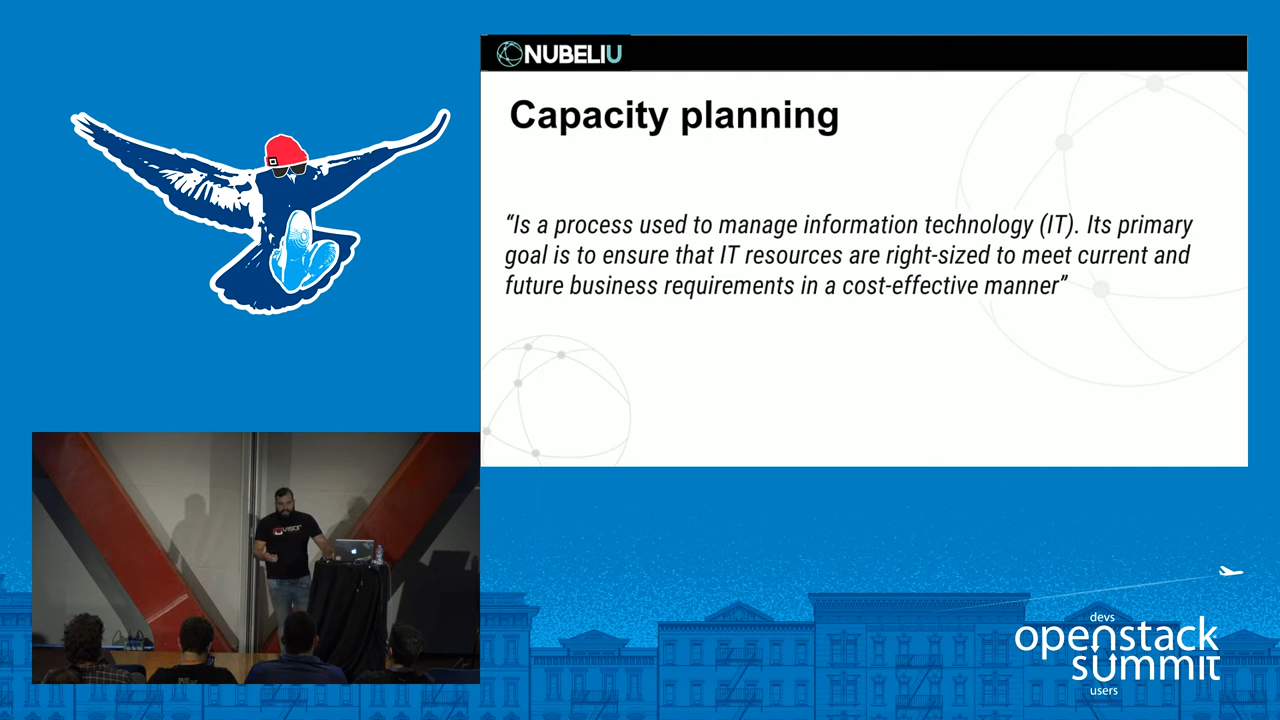 NUBELIU
Capacity planning
“Is a process used to manage information technology (IT). Its primary
goal is to ensure that IT resources are right-sized to meet current and
future business requirements in a cost-effective manner”
devs
openstack
summit
users